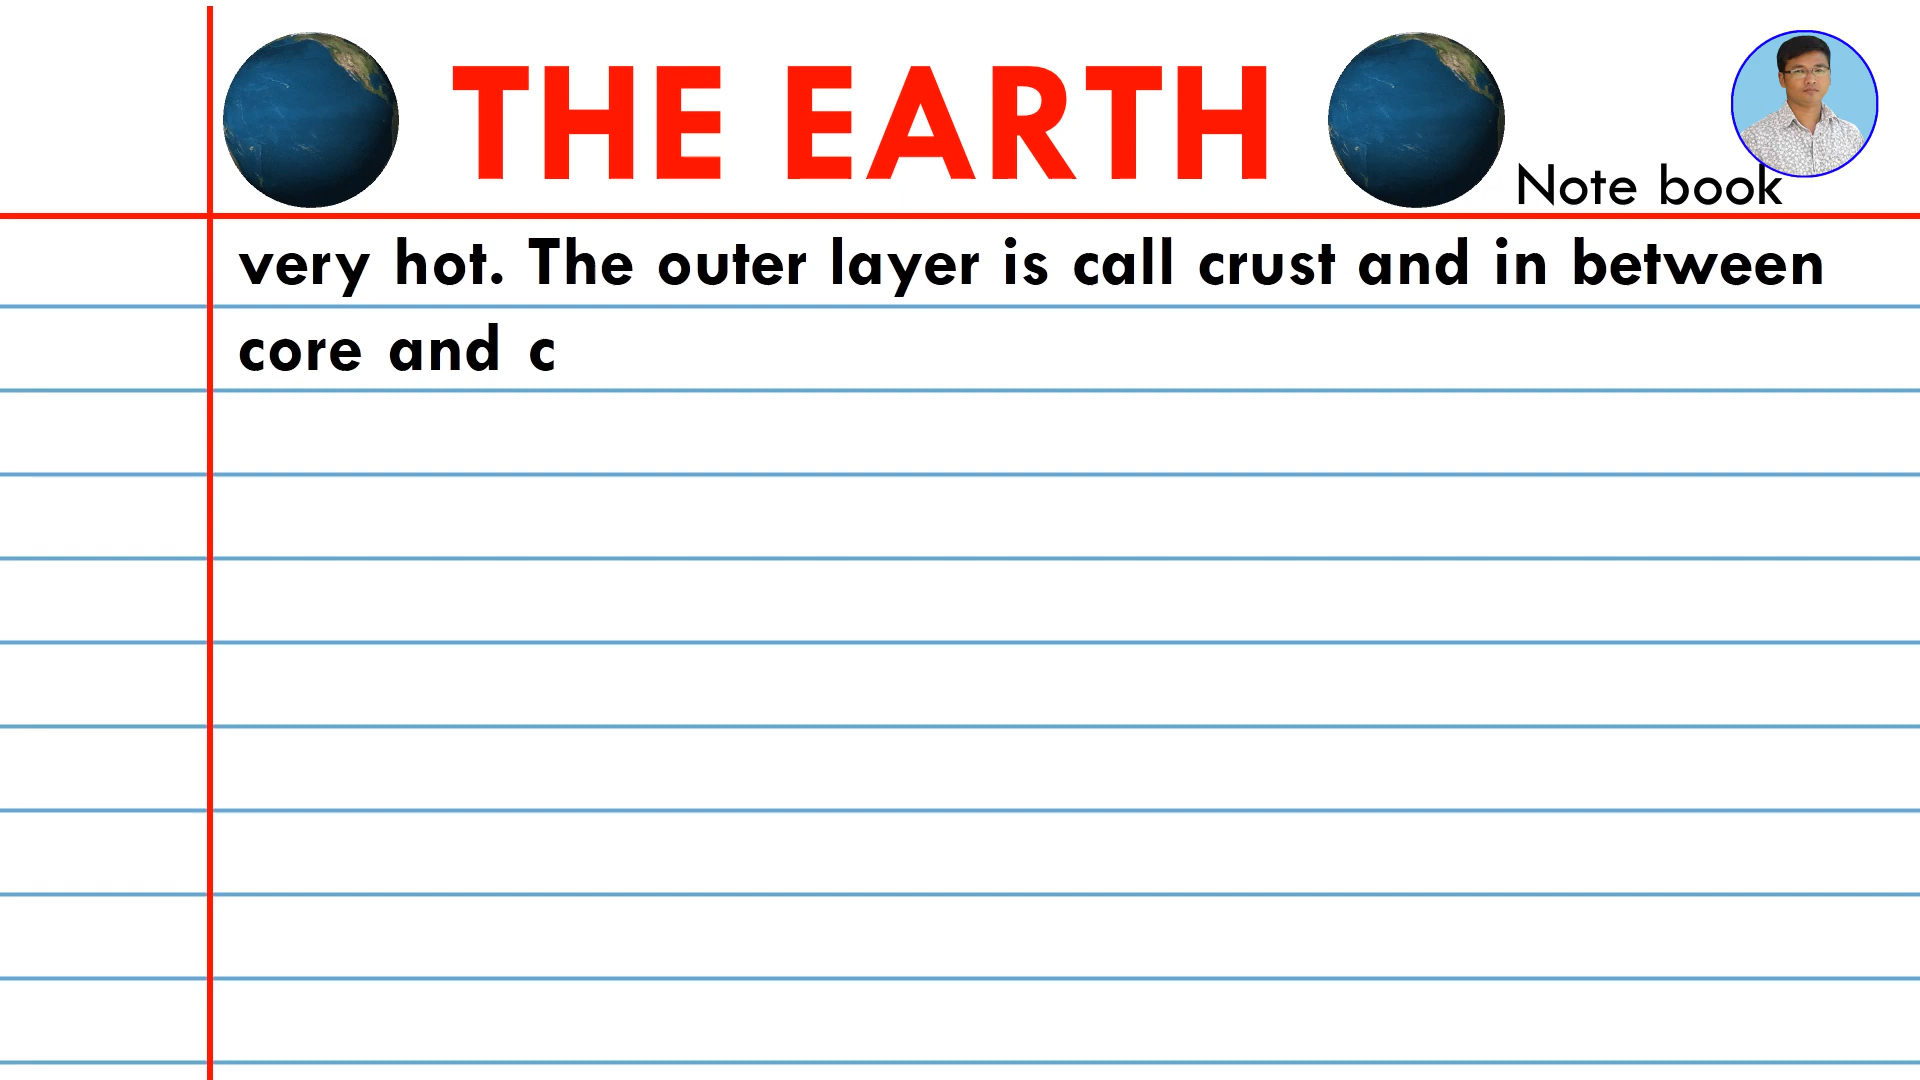 THE EARTH
Note book
very hot. The outer layer is call crust and in between
core and c